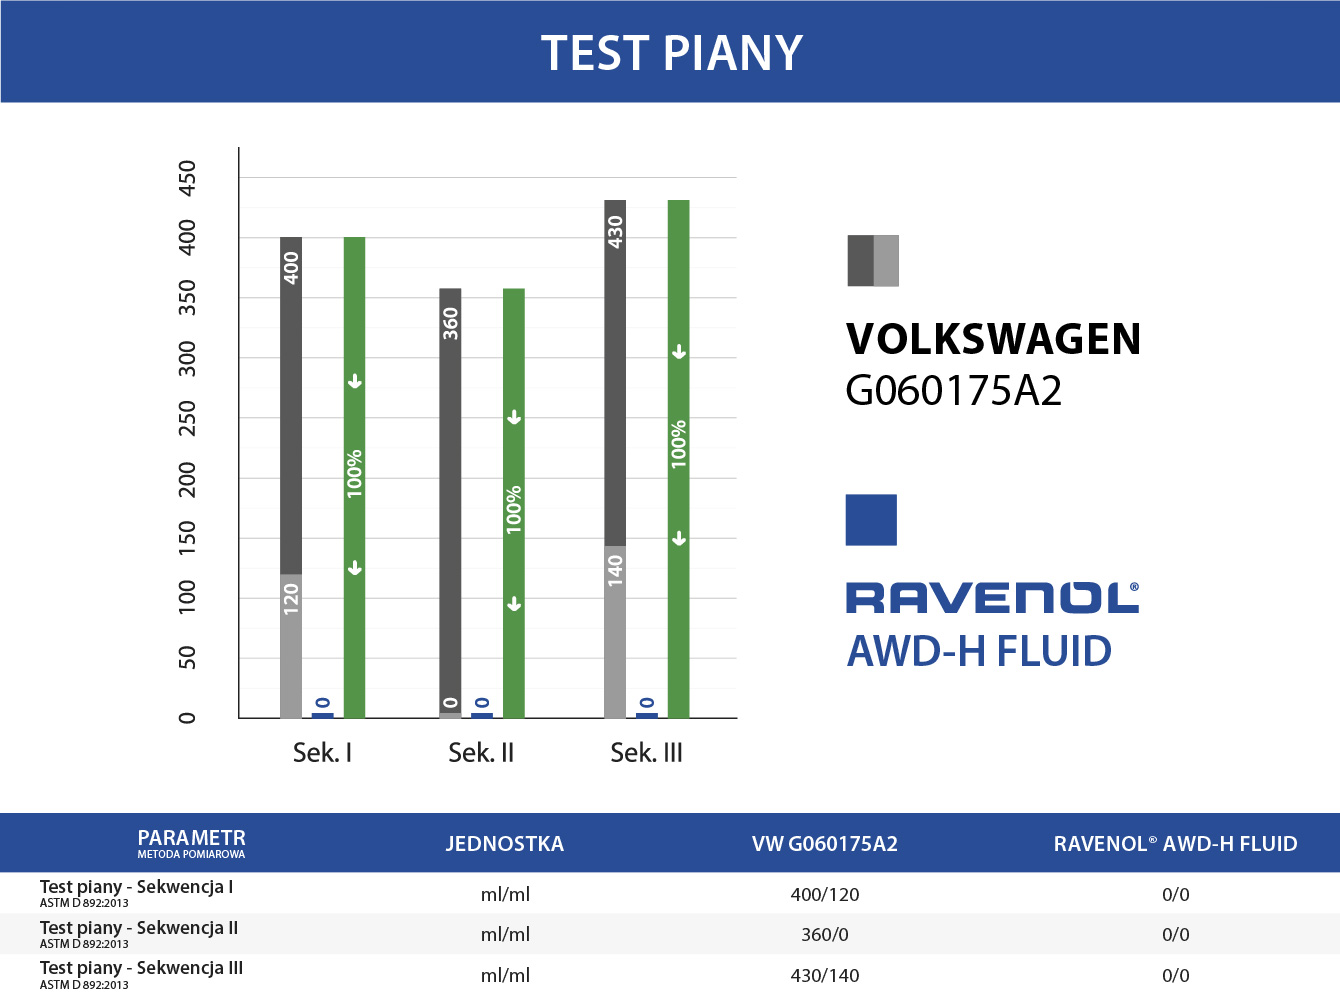 TEST PIANY
450
400
350
300
250
200
150
100
50
0
400
120
0
100%
360
0
0
100%
430
140
0
100%
Sek. I
Sek. II
Sek. III
VOLKSWAGEN
G060175A2
RAVENOL®
AWD-H FLUID
PARAMETR
METODA POMIAROWA
JEDNOSTKA
VW G060175A2
RAVENOL® AWD-H FLUID
Test piany - Sekwencja I
ASTM D 892:2013
ml/ml
400/120
0/0
Test piany - Sekwencja II
ASTM D 892:2013
ml/ml
360/0
0/0
Test piany - Sekwencja III
ASTM D 892:2013
ml/ml
430/140
0/0